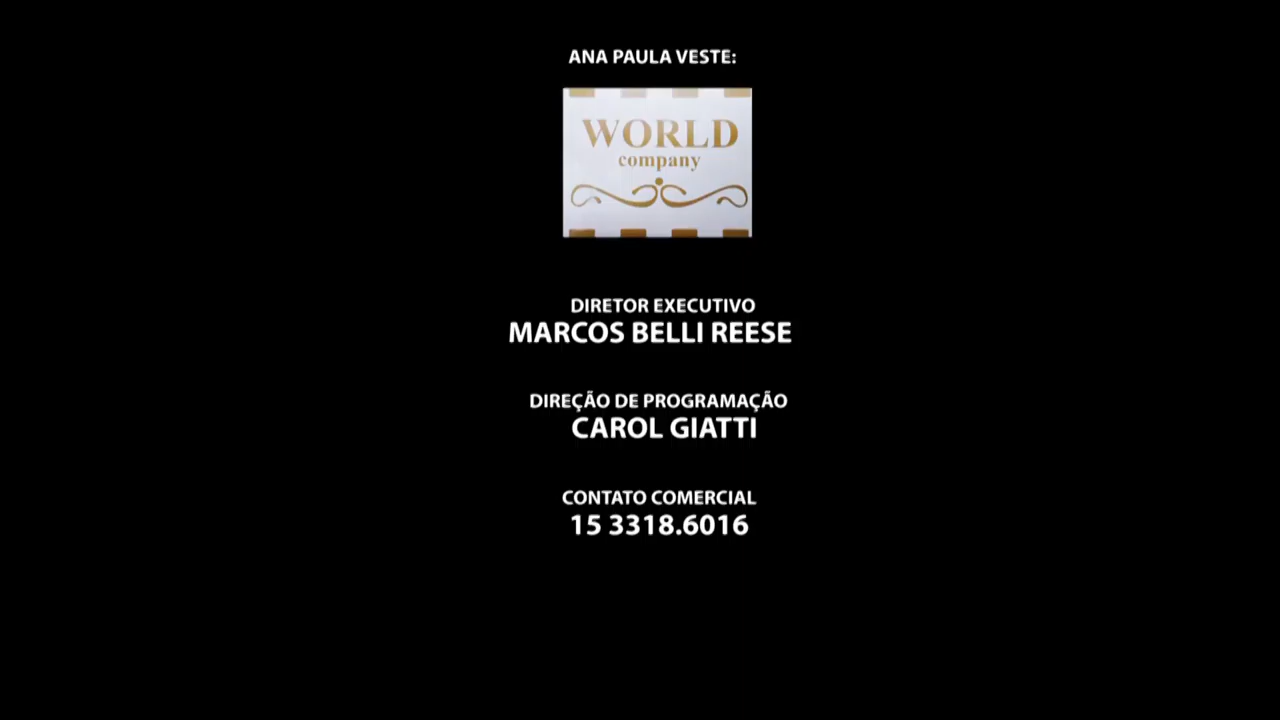 ANA PAULA VESTE:
WORLD
company
DIRETOR EXECUTIVO
MARCOS BELLI REESE
DIREÇÃO DE PROGRAMAÇÃO
CAROL GIATTI
CONTATO COMERCIAL
15 3318.6016